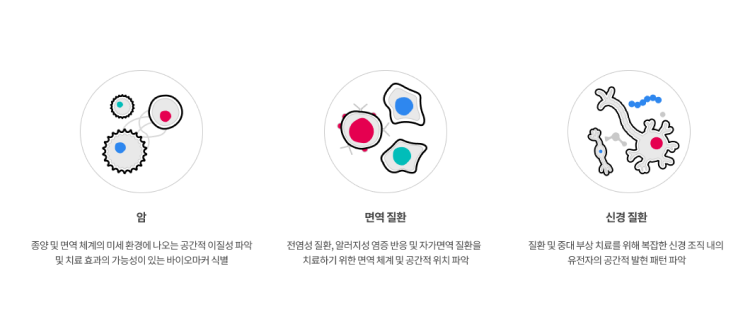 암
종양 및 면역 체계의 미세 환경에 나오는 공간적 이질성 파악
및 치료 효과의 가능성이 있는 바이오마커 식별
면역 질환
전염성 질환, 알러지성 염증 반응 및 자가면역 질환을
치료하기 위한 면역 체계 및 공간적 위치 파악
신경 질환
질환 및 중대 부상 치료를 위해 복잡한 신경 조직 내의
유전자의 공간적 발현 패턴 파악